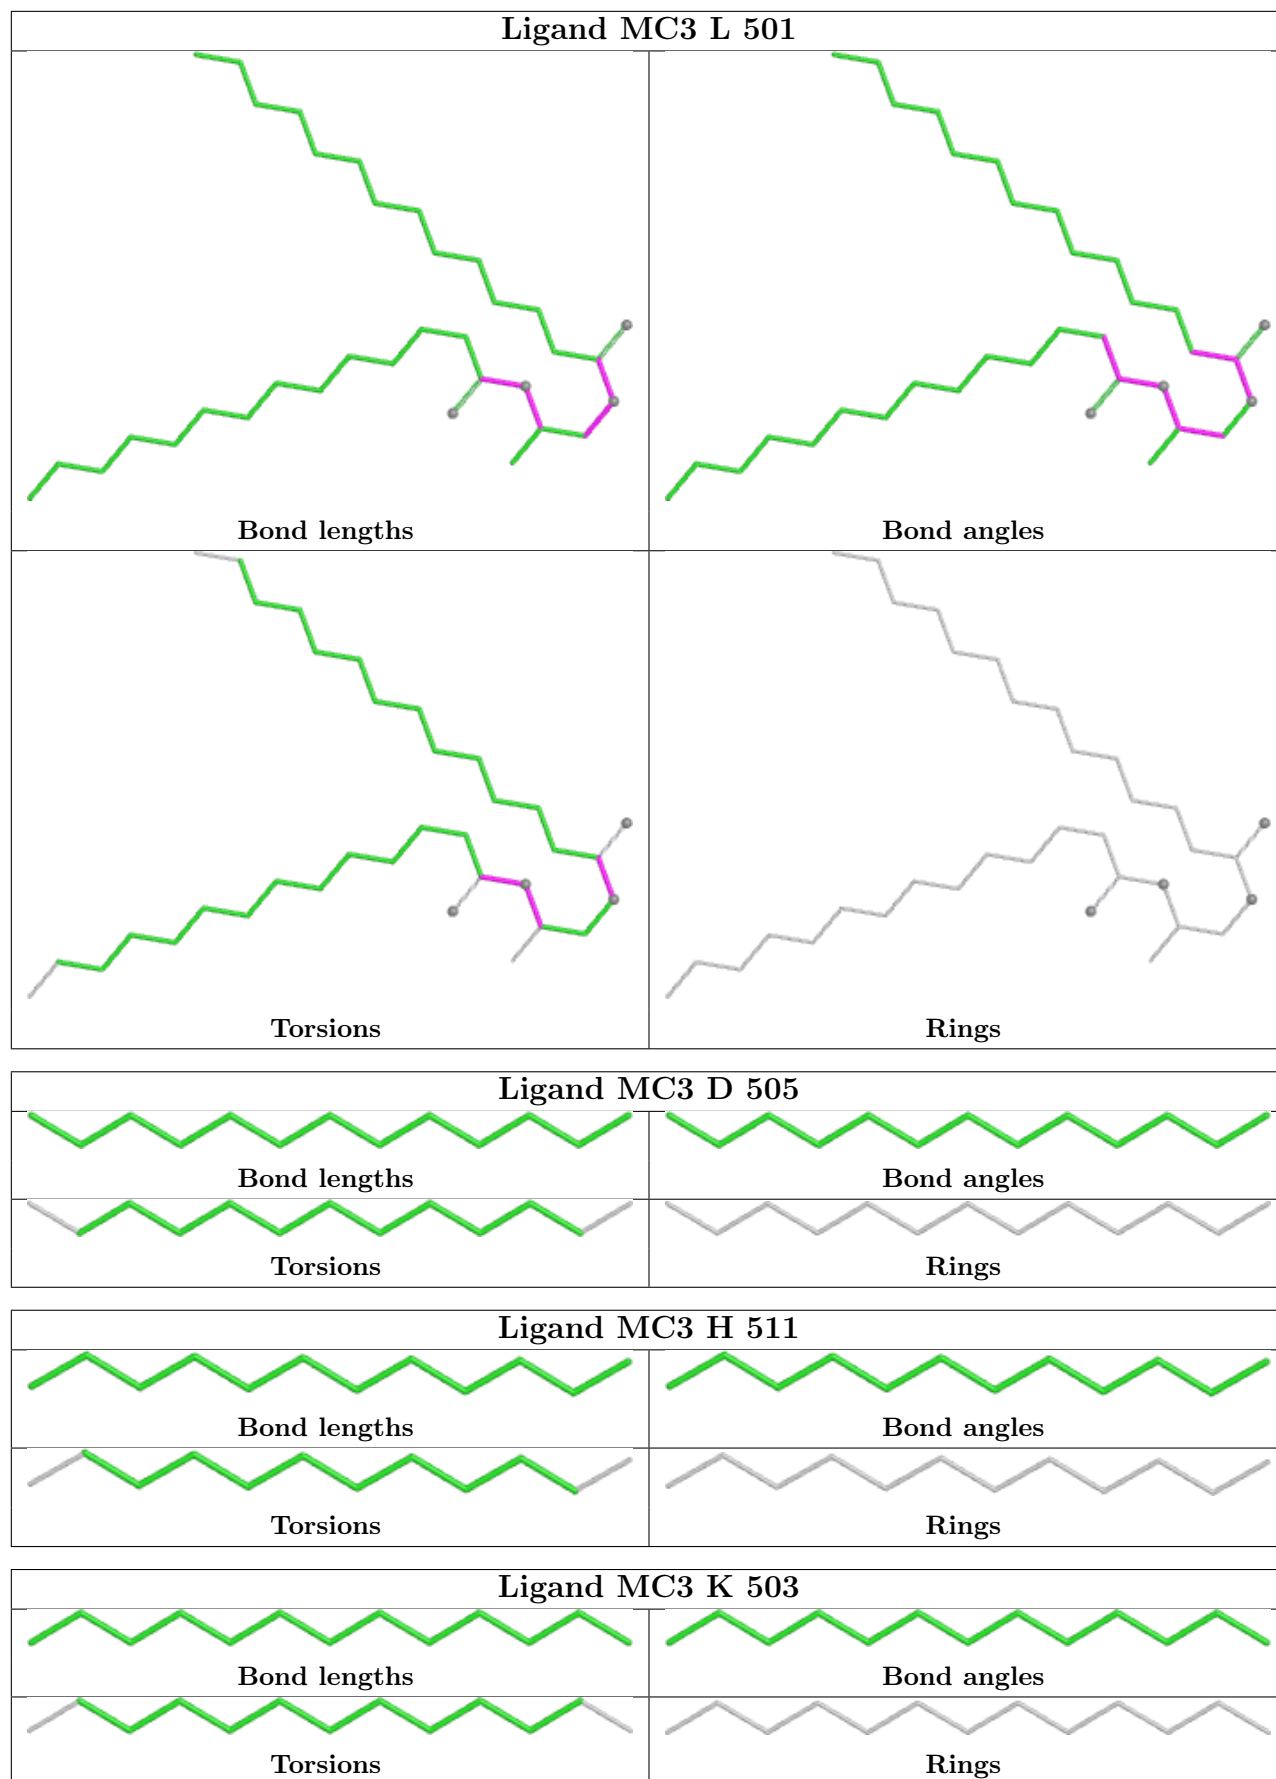 Ligand MC3 L 501
Bond lengths
Bond angles
Torsions
Rings
Ligand MC3 D 505
Bond lengths
Bond angles
Torsions
Rings
Ligand MC3 H 511
Bond lengths
Bond angles
Torsions
Rings
Ligand MC3 K 503
Bond lengths
Bond angles
Torsions
Rings